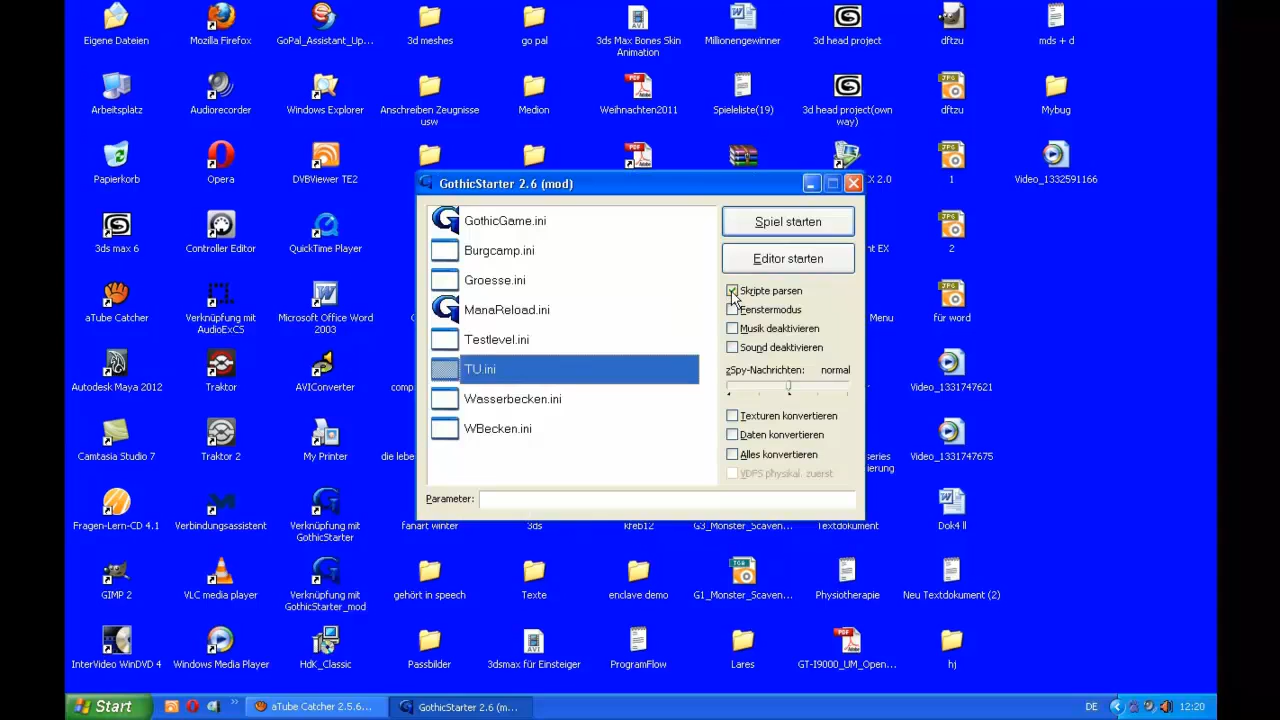 Eigene Dateien
Mozilla Firefox
GoPal_Assistant_Up...
3d meshes
go pal
3ds Max Bones Skin
Animation
Millionengewinner
3d head project
dftzu
mds + d
Arbeitsplatz
Audiorecorder
Windows Explorer
Anschreiben Zeugnisse
usw
Medion
Weihnachten2011
Spieleliste(19)
3d head project(own
way)
dftzu
Mybug
Papierkorb
Opera
DVBViewer TE2
X 2.0
1
Video_1332591166
GothicStarter 2.6 (mod)
GothicGame.ini
Burgcamp.ini
Groesse.ini
ManaReload.ini
Testlevel.ini
TU.ini
Wasserbecken.ini
WBecken.ini
Spiel starten
Editor starten
Skripte parsen
Fenstermodus
Musik deaktivieren
Sound deaktivieren
zSpy-Nachrichten: normal
Texturen konvertieren
Daten konvertieren
Alles konvertieren
VDFS physikal. zuerst
Parameter:
3ds max 6
Controller Editor
QuickTime Player
nt EX
2
aTube Catcher
Verknüpfung mit
AudioExCS
Microsoft Office Word
2003
Menu
für word
Autodesk Maya 2012
Traktor
AVIConverter
comp
Video_1331747621
Camtasia Studio 7
Traktor 2
My Printer
die lebe
eries
ierung
Video_1331747675
Fragen-Lern-CD 4.1
Verbindungsassistent
Verknüpfung mit
GothicStarter
fanart winter
3ds
kreb12
G3_Monster_Scaven...
Textdokument
Dok4 ll
GIMP 2
VLC media player
Verknüpfung mit
GothicStarter_mod
gehört in speech
Texte
enclave demo
G1_Monster_Scaven...
Physiotherapie
Neu Textdokument (2)
InterVideo WinDVD 4
Windows Media Player
HdK_Classic
Passbilder
3dsmax für Einsteiger
ProgramFlow
Lares
GT-I9000_UM_Open...
hj
Start
aTube Catcher 2.5.6...
GothicStarter 2.6 (m...
DE
12:20